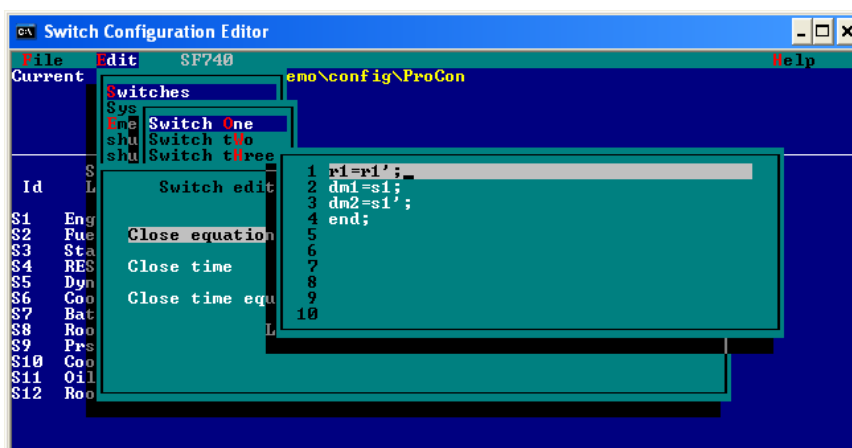 Switch Configuration Editor
File Edit SF740 Help
Current emo\config\ProCon
Switches
Sys
Eme Switch One
shu Switch tWo
shu Switch tHree
S
Id L Switch edit
1 r1=r1';_
2 dm1=s1;
3 dm2=s1';
4 end;
5
6
7
8
9
10
S1 Eng
S2 Fue Close equation
S3 Sta
S4 RES Close time
S5 Dyn
S6 Coo Close time equ
S7 Bat
S8 Roo L
S9 Prs
S10 Coo
S11 Oil
S12 Roo